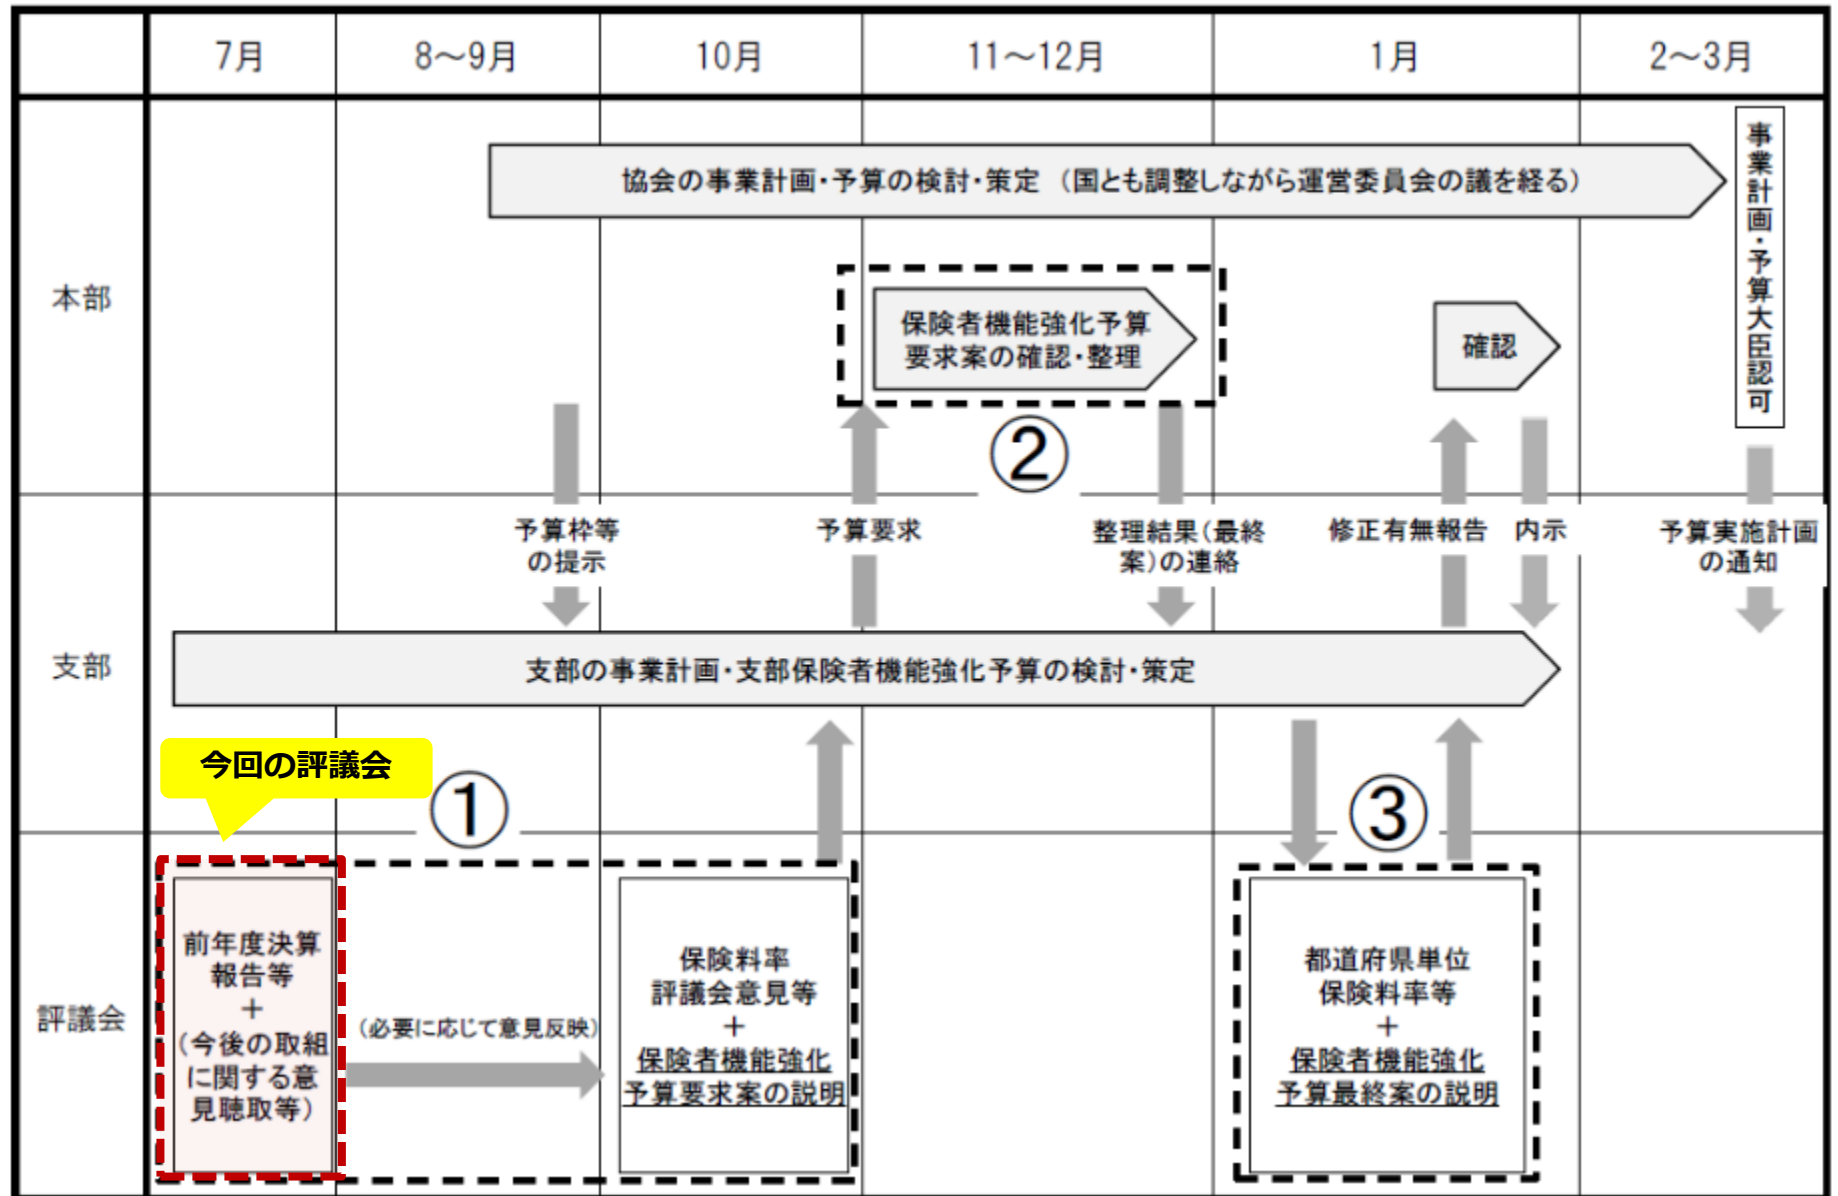 7月
8～9月
10月
11～12月
1月
2～3月
本部
協会の事業計画・予算の検討・策定 （国とも調整しながら運営委員会の議を経る）
事業計画・予算大臣認可
保険者機能強化予算
要求案の確認・整理
確認
②
予算枠等
の提示
予算要求
整理結果（最終
案）の連絡
修正有無報告
内示
予算実施計画
の通知
支部
支部の事業計画・支部保険者機能強化予算の検討・策定
今回の評議会
①
③
評議会
前年度決算
報告等
＋
（今後の取組
に関する意
見聴取等）
（必要に応じて意見反映）
保険料率
評議会意見等
＋
保険者機能強化
予算要求案の説明
都道府県単位
保険料率等
＋
保険者機能強化
予算最終案の説明